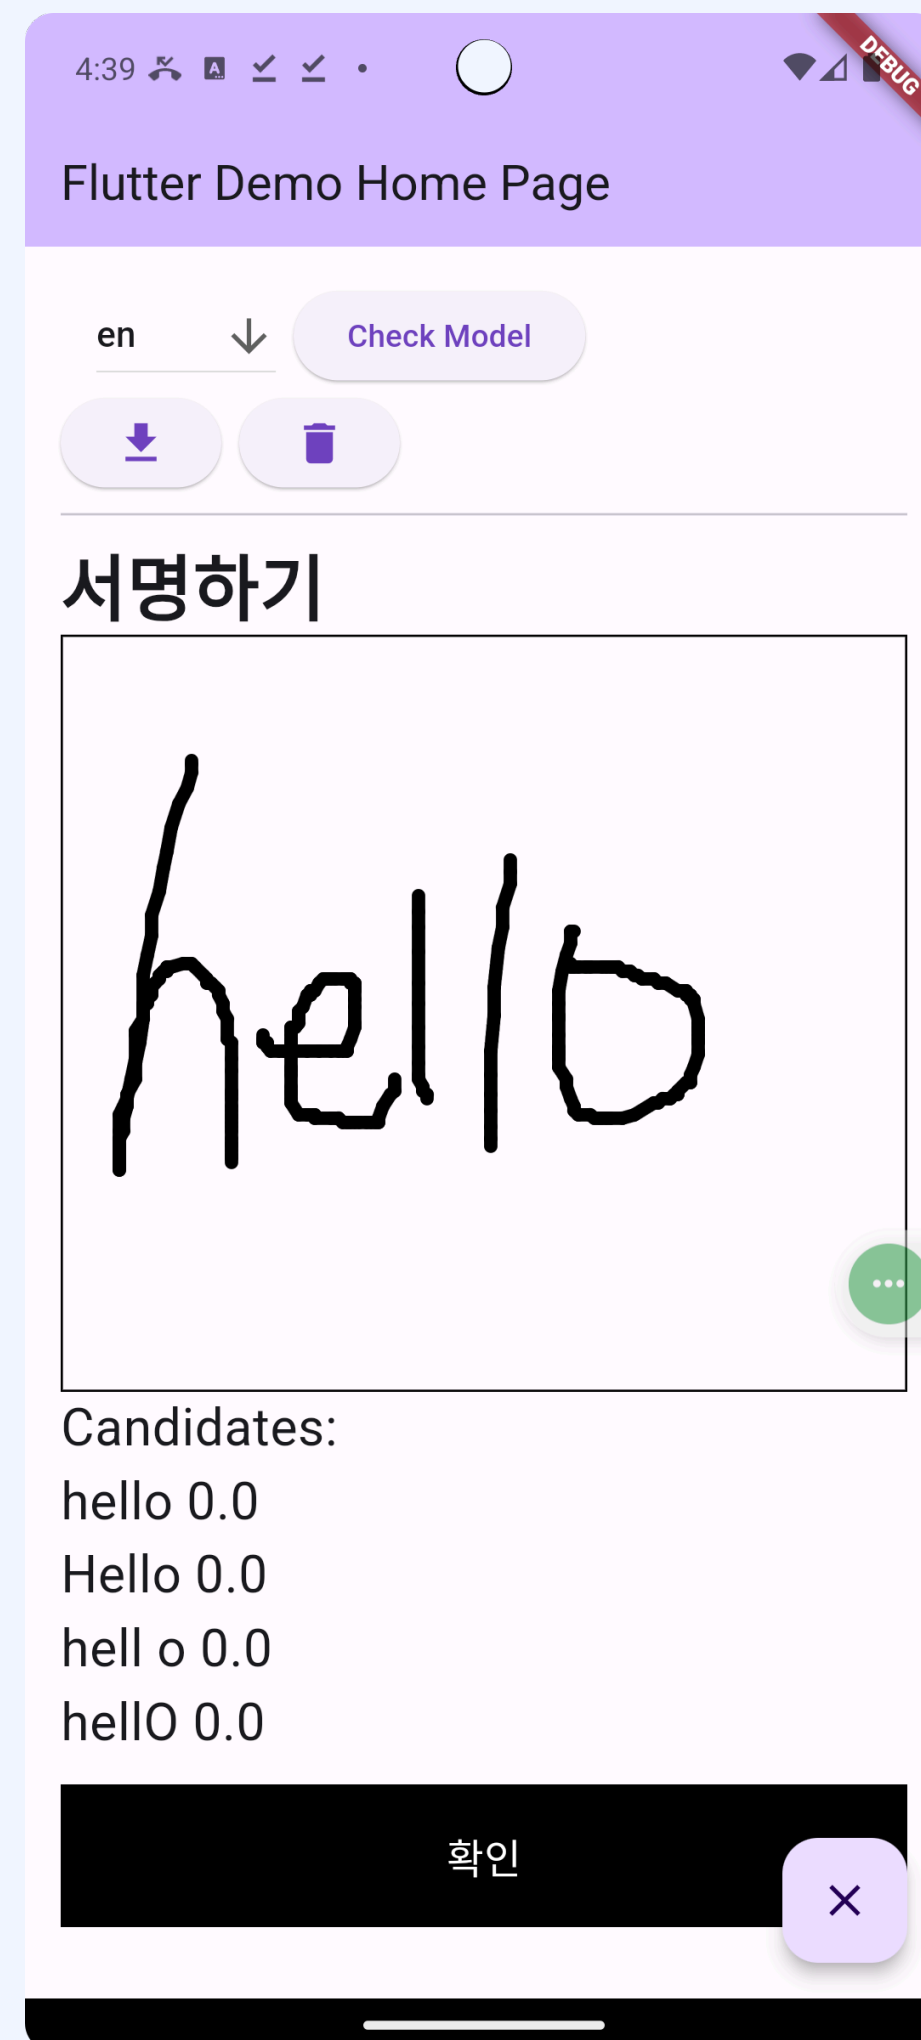 4:39
DEBUG
Flutter Demo Home Page
en
Check Model
서명하기
hello
Candidates:
hello 0.0
Hello 0.0
hell o 0.0
hellO 0.0
확인